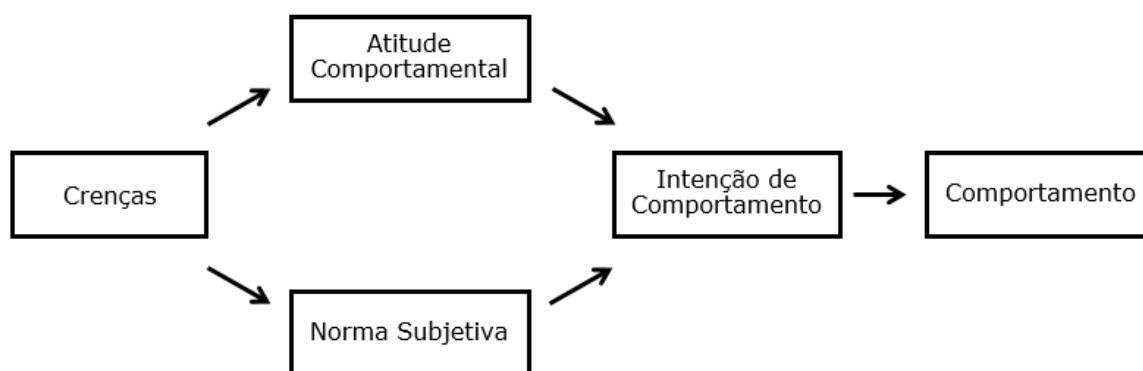 Atitude
Comportamental
Crenças
Intenção de
Comportamento
Comportamento
Norma Subjetiva